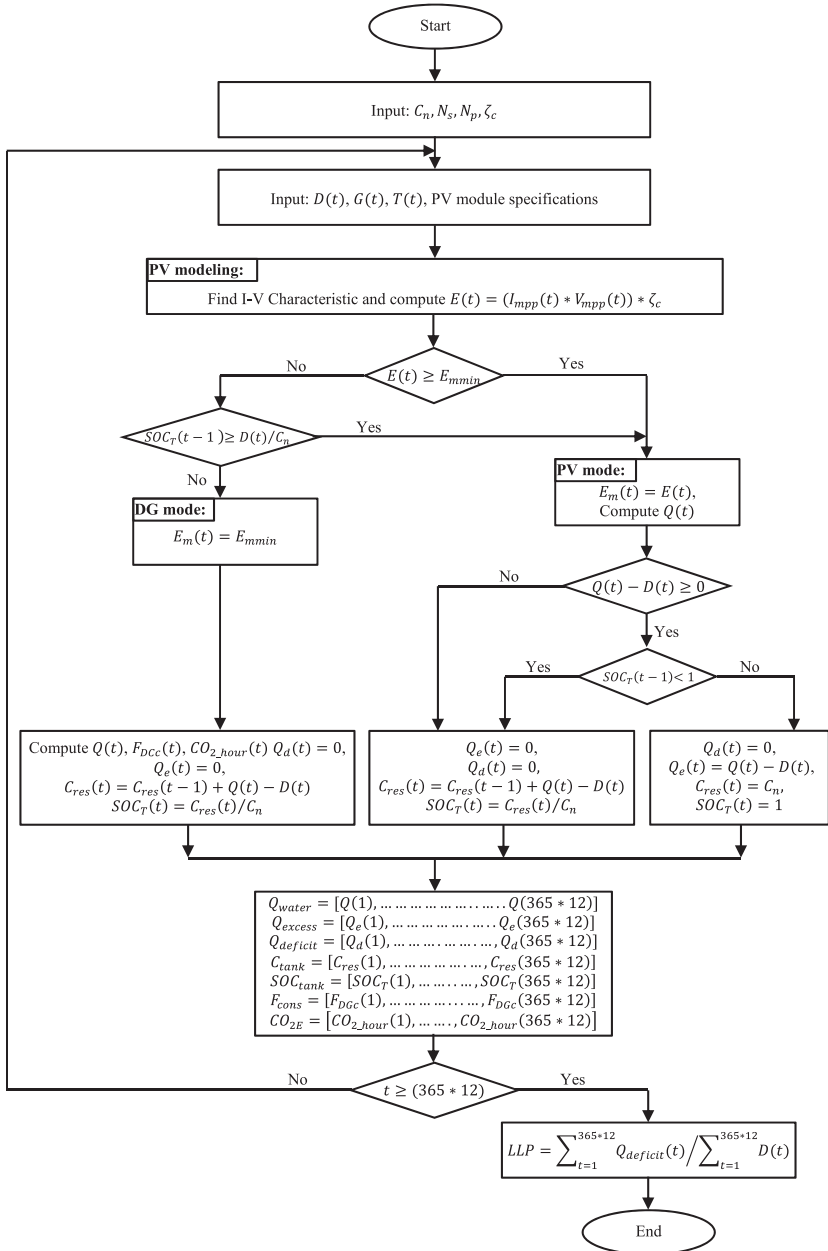 Start
Input: Cₙ, Nₛ, Nₚ, ζ_c
Input: D(t), G(t), T(t), PV module specifications
PV modeling:
Find I-V Characteristic and compute E(t) = (I_mpp(t) * V_mpp(t)) * ζ_c
No
E(t) ≥ E_mmin
Yes
SOC_T(t − 1) ≥ D(t)/C_n
Yes
No
DG mode:
E_m(t) = E_mmin
PV mode:
E_m(t) = E(t),
Compute Q(t)
No
Q(t) − D(t) ≥ 0
Yes
Yes
SOC_T(t − 1) < 1
No
Compute Q(t), F_DCc(t), CO_2_hour(t) Q_d(t) = 0,
Q_e(t) = 0,
C_res(t) = C_res(t − 1) + Q(t) − D(t)
SOC_T(t) = C_res(t)/C_n
Q_e(t) = 0,
Q_d(t) = 0,
C_res(t) = C_res(t − 1) + Q(t) − D(t)
SOC_T(t) = C_res(t)/C_n
Q_d(t) = 0,
Q_e(t) = Q(t) − D(t),
C_res(t) = C_n,
SOC_T(t) = 1
Q_water = [Q(1), … … … … … . . … . . Q(365 * 12)]
Q_excess = [Q_e(1), … … … … . … . . Q_e(365 * 12)]
Q_deficit = [Q_d(1), … … … . … … … , Q_d(365 * 12)]
C_tank = [C_res(1), … … … … … … , C_res(365 * 12)]
SOC_tank = [SOC_T(1), … … . . … , SOC_T(365 * 12)]
F_cons = [F_DGc(1), … … … … . . . … , F_DGc(365 * 12)]
CO_2E = [CO_2_hour(1), … … . , CO_2_hour(365 * 12)]
No
t ≥ (365 * 12)
Yes
LLP = ∑_{t=1}^{365*12} Q_deficit(t) / ∑_{t=1}^{365*12} D(t)
End